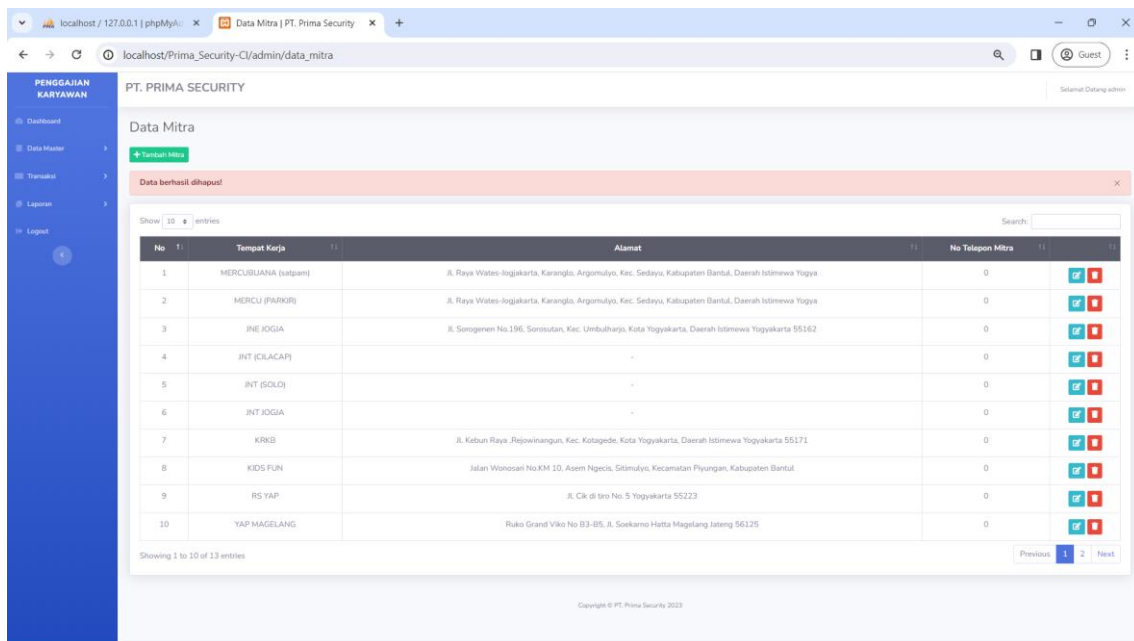 localhost / 127.0.0.1 | phpMyAd
Data Mitra | PT. Prima Security
localhost/Prima_Security-CI/admin/data_mitra
Guest
PENGGAJIAN
KARYAWAN
PT. PRIMA SECURITY
Selamat Datang admin
Dashboard
Data Master
Transaksi
Laporan
Logout
Data Mitra
+ Tambah Mitra
Data berhasil dihapus!
Show 10 entries
Search:
No Tempat Kerja Alamat No Telepon Mitra
1 MERCUBUANA (satpam) Jl. Raya Wates-Jogjakarta, Karanglo, Argomulyo, Kec. Sedayu, Kabupaten Bantul, Daerah Istimewa Yogya 0
2 MERCU (PARKIR) Jl. Raya Wates-Jogjakarta, Karanglo, Argomulyo, Kec. Sedayu, Kabupaten Bantul, Daerah Istimewa Yogya 0
3 JNE JOGJA Jl. Sorogenen No.196, Sorosutan, Kec. Umbulharjo, Kota Yogyakarta, Daerah Istimewa Yogyakarta 55162 0
4 JNT (CILACAP) - 0
5 JNT (SOLO) - 0
6 JNT JOGJA - 0
7 KRKB Jl. Kebun Raya ,Rejowinangun, Kec. Kotagede, Kota Yogyakarta, Daerah Istimewa Yogyakarta 55171 0
8 KIDS FUN Jalan Wonosari No.KM 10, Asem Ngecis, Sitimulyo, Kecamatan Piyungan, Kabupaten Bantul 0
9 RS YAP Jl. Cik di tiro No. 5 Yogyakarta 55223 0
10 YAP MAGELANG Ruko Grand Viko No B3-B5, Jl. Soekarno Hatta Magelang Jateng 56125 0
Showing 1 to 10 of 13 entries
Previous 1 2 Next
Copyright © PT. Prima Security 2023